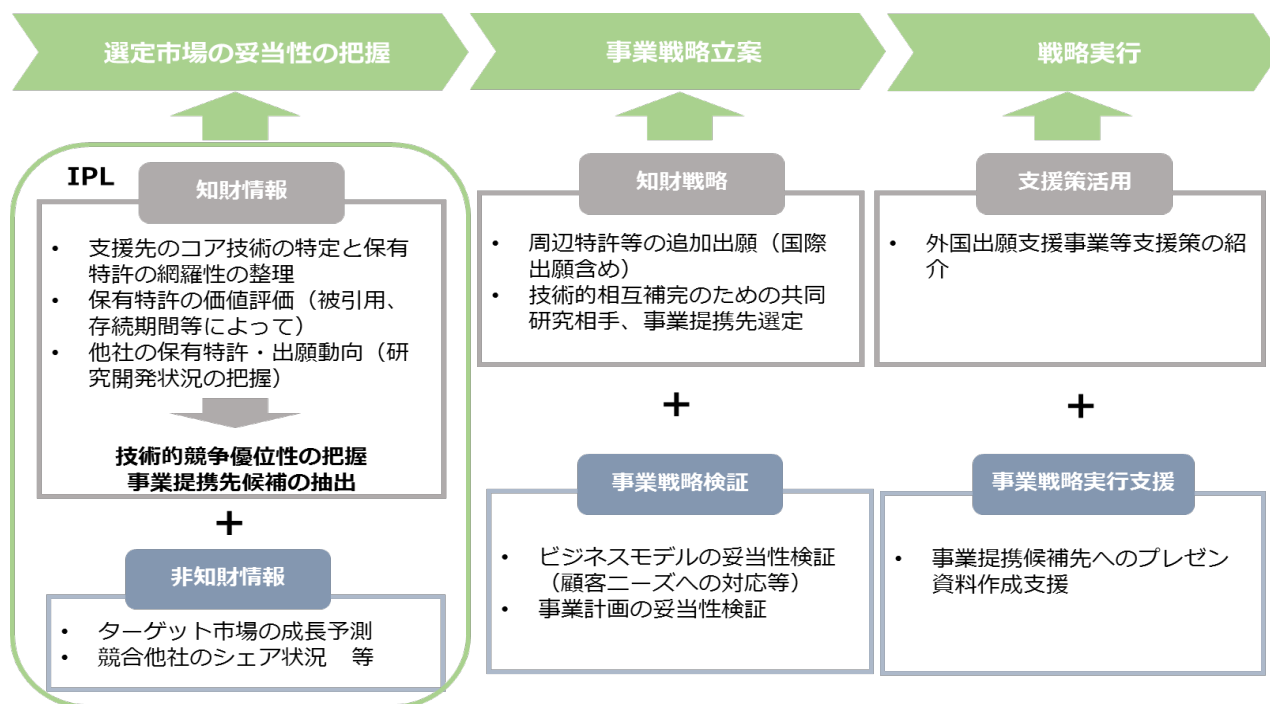 選定市場の妥当性の把握
事業戦略立案
戦略実行
IPL
知財情報
• 支援先のコア技術の特定と保有
特許の網羅性の整理
• 保有特許の価値評価（被引用、
存続期間等によって）
• 他社の保有特許・出願動向（研
究開発状況の把握）
技術的競争優位性の把握
事業提携先候補の抽出
+
非知財情報
• ターゲット市場の成長予測
• 競合他社のシェア状況　等
知財戦略
• 周辺特許等の追加出願（国際
出願含め）
• 技術的相互補完のための共同
研究相手、事業提携先選定
+
事業戦略検証
• ビジネスモデルの妥当性検証
（顧客ニーズへの対応等）
• 事業計画の妥当性検証
支援策活用
• 外国出願支援事業等支援策の紹
介
+
事業戦略実行支援
• 事業提携候補先へのプレゼン
資料作成支援